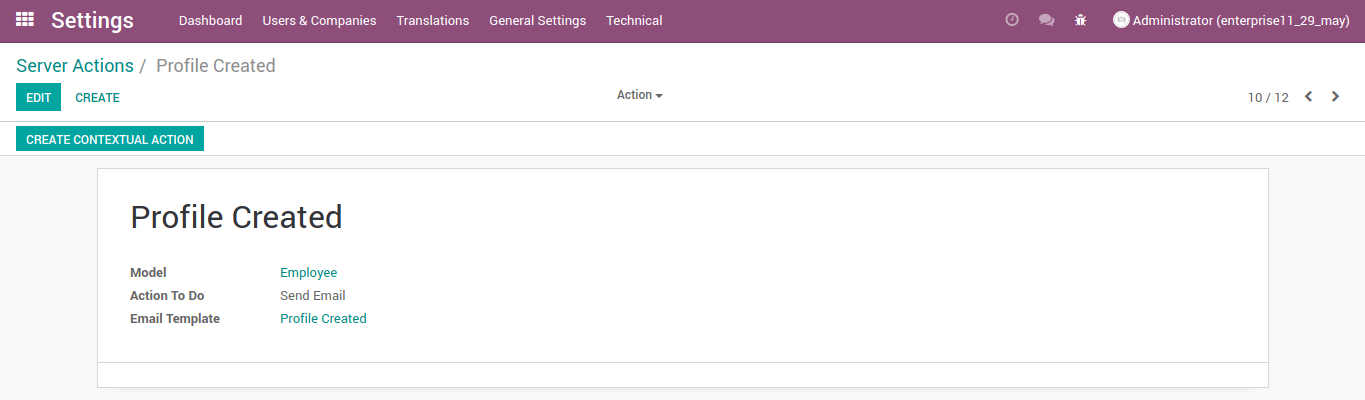 Settings Dashboard Users & Companies Translations General Settings Technical Administrator (enterprise11_29_may)
Server Actions / Profile Created
EDIT CREATE Action 10 / 12
CREATE CONTEXTUAL ACTION
Profile Created
Model Employee
Action To Do Send Email
Email Template Profile Created